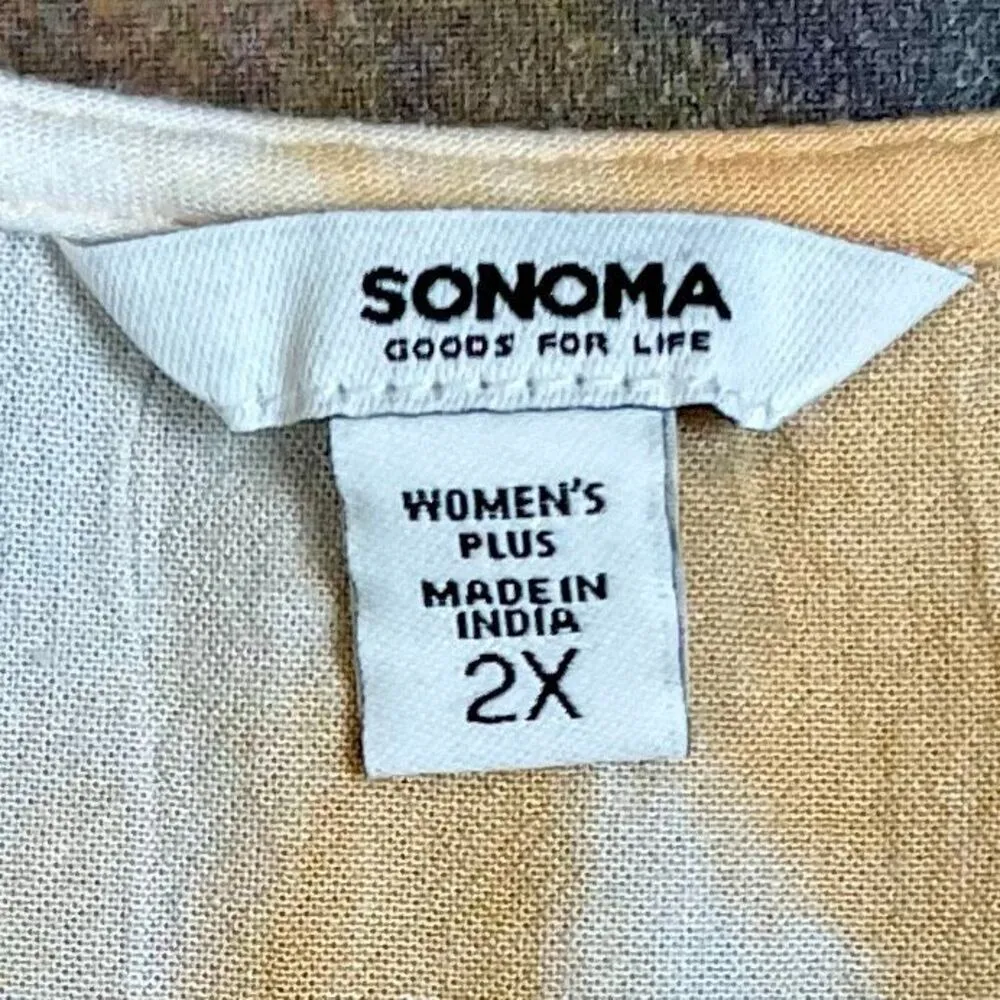 SONOMA
GOODS FOR LIFE
WOMEN'S
PLUS
MADE IN
INDIA
2X